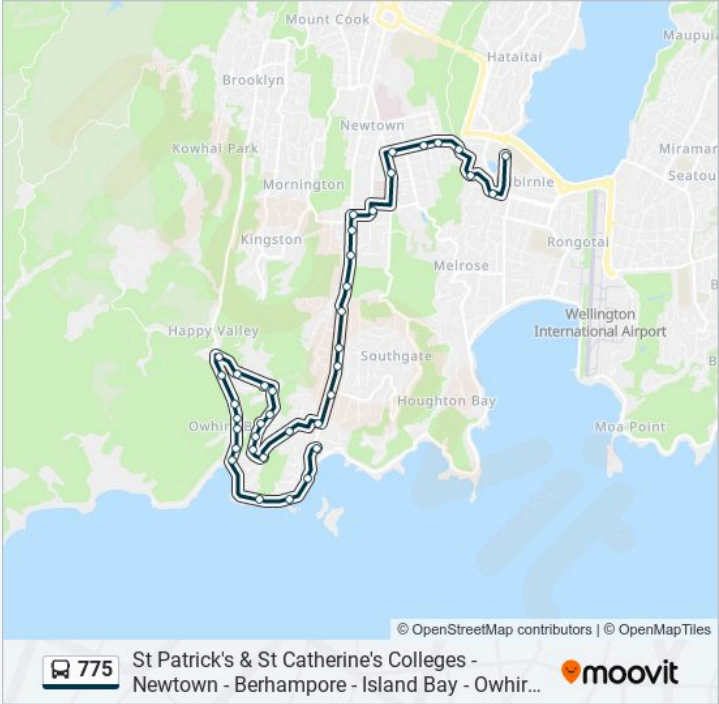 Mount Cook
Maupuia
Hataitai
Brooklyn
Newtown
Kowhai Park
Miramar
Seatou
Mornington
Kingston
Rongotai
Melrose
Wellington
International Airport
Happy Valley
Southgate
Houghton Bay
Moa Point
© OpenStreetMap contributors | © OpenMapTiles
775
St Patrick's & St Catherine's Colleges -
Newtown - Berhampore - Island Bay - Owhir...
moovit